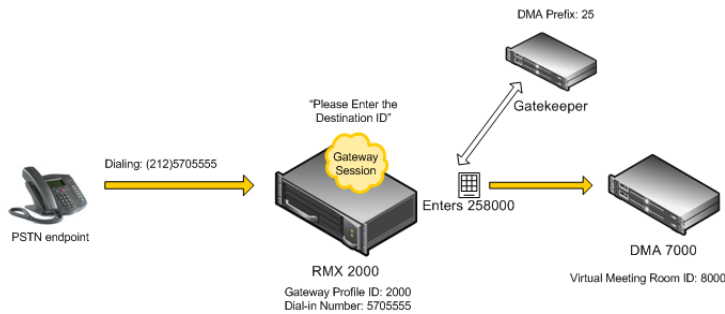 DMA Prefix: 25
Gatekeeper
"Please Enter the
Destination ID"
Gateway
Session
Dialing: (212)5705555
PSTN endpoint
Enters 258000
RMX 2000
Gateway Profile ID: 2000
Dial-in Number: 5705555
DMA 7000
Virtual Meeting Room ID: 8000